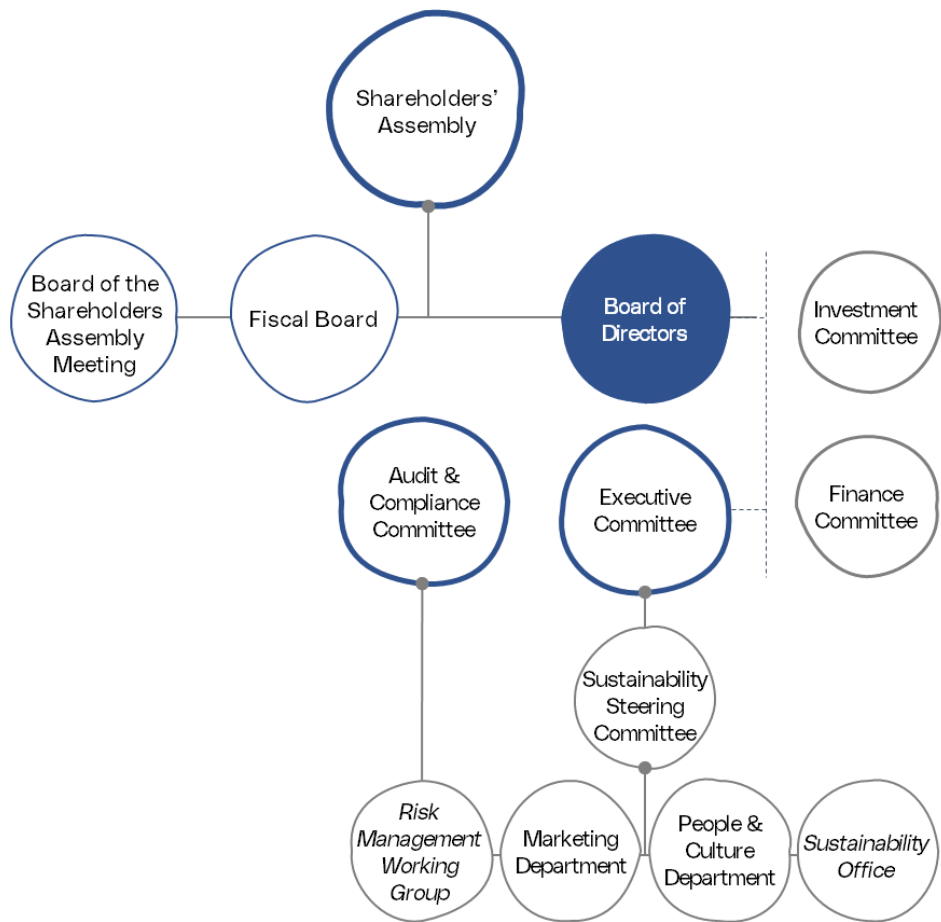 Shareholders'
Assembly
Board of the
Shareholders
Assembly
Meeting
Fiscal Board
Board of
Directors
Investment
Committee
Audit &
Compliance
Committee
Executive
Committee
Finance
Committee
Sustainability
Steering
Committee
Risk
Management
Working
Group
Marketing
Department
People &
Culture
Department
Sustainability
Office